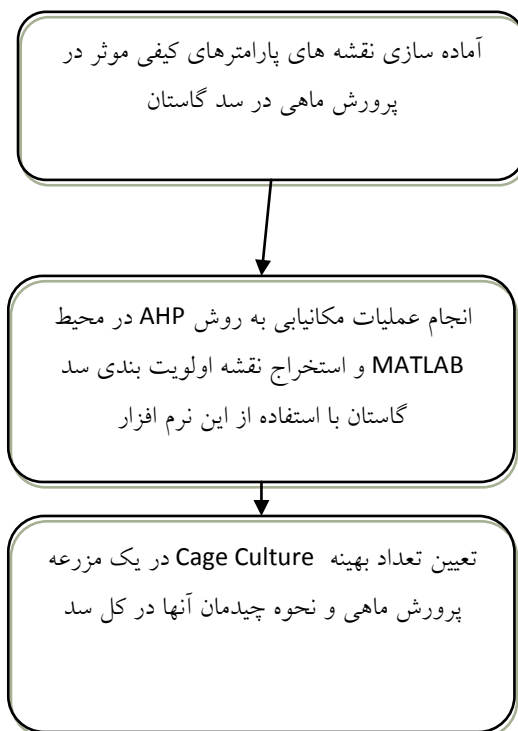 آماده سازی نقشه های پارامترهای کیفی موثر در
پرورش ماهی در سد گاستان
انجام عملیات مکانیابی به روش AHP در محیط
MATLAB و استخراج نقشه اولویت بندی سد
گاستان با استفاده از این نرم افزار
تعیین تعداد بهینه Cage Culture در یک مزرعه
پرورش ماهی و نحوه چیدمان آنها در کل سد